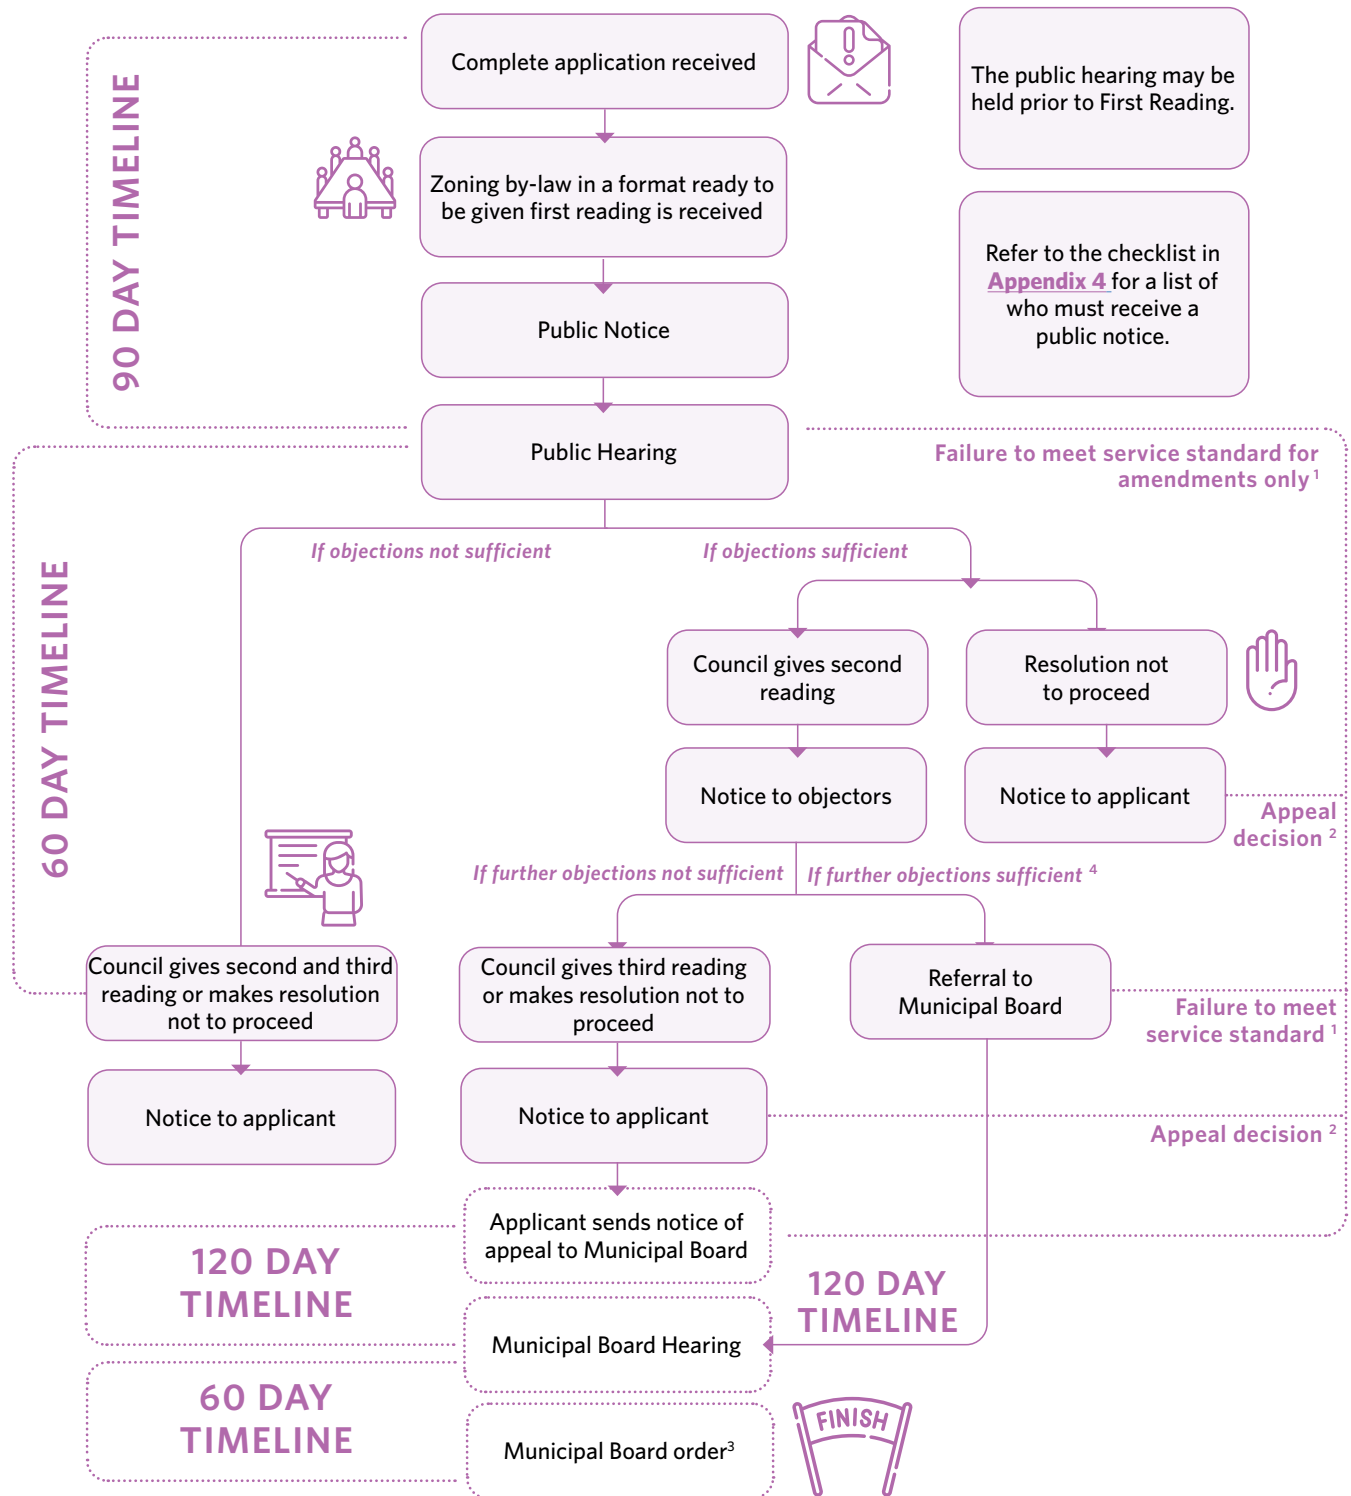 Complete application received
The public hearing may be
held prior to First Reading.
90 DAY TIMELINE
Zoning by-law in a format ready to
be given first reading is received
Refer to the checklist in
Appendix 4 for a list of
who must receive a
public notice.
Public Notice
Public Hearing
Failure to meet service standard for
amendments only 1
60 DAY TIMELINE
If objections not sufficient
If objections sufficient
Council gives second
reading
Resolution not
to proceed
Notice to objectors
Notice to applicant
Appeal
decision 2
If further objections not sufficient
If further objections sufficient 4
Council gives second and third
reading or makes resolution
not to proceed
Council gives third reading
or makes resolution not to
proceed
Referral to
Municipal Board
Failure to meet
service standard 1
Notice to applicant
Notice to applicant
Appeal decision 2
Applicant sends notice of
appeal to Municipal Board
120 DAY
TIMELINE
120 DAY
TIMELINE
Municipal Board Hearing
60 DAY
TIMELINE
Municipal Board order3
FINISH